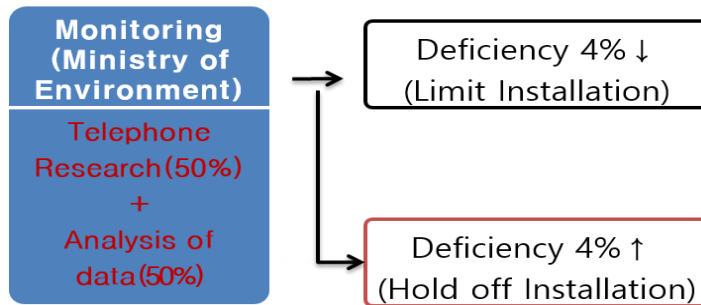 Monitoring
(Ministry of
Environment)
Telephone
Research(50%)
+
Analysis of
data(50%)
Deficiency 4%↓
(Limit Installation)
Deficiency 4%↑
(Hold off Installation)